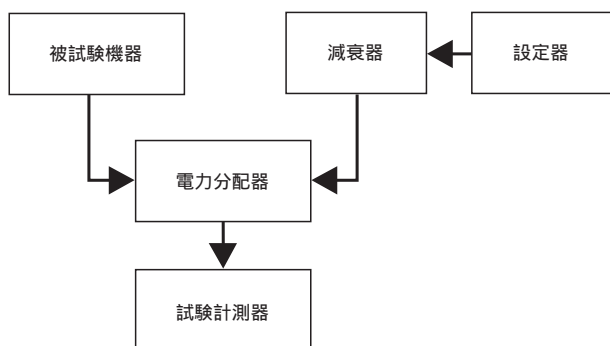 被試験機器
減衰器
設定器
電力分配器
試験計測器